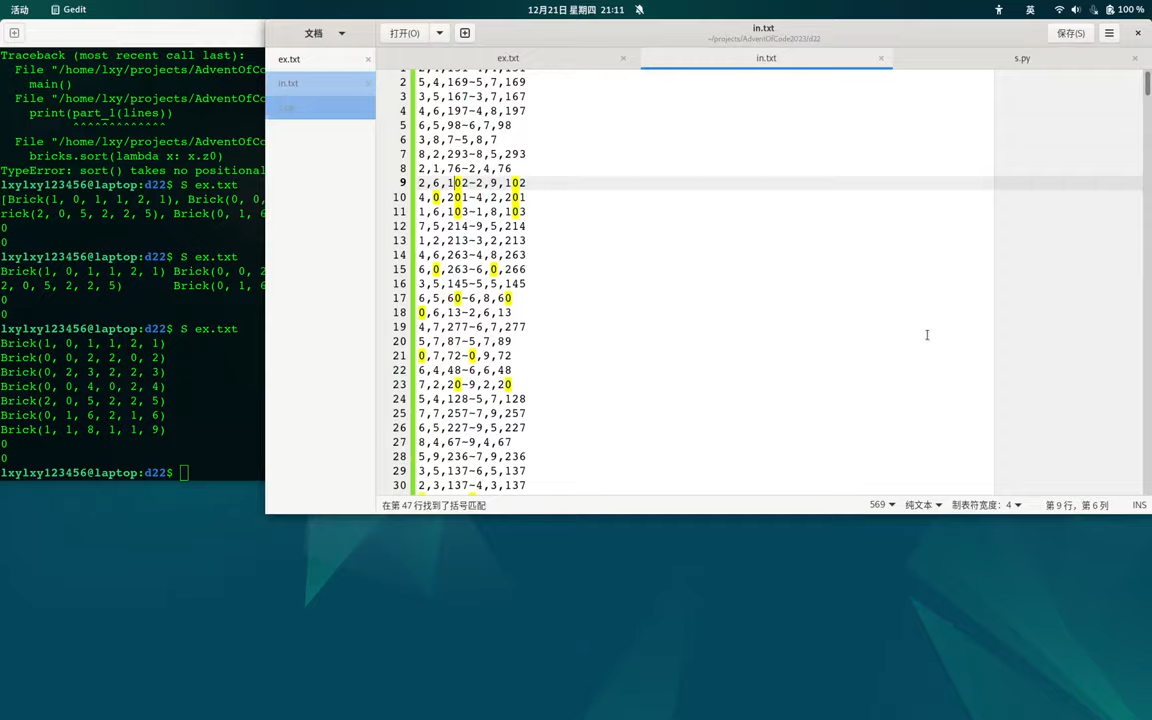 活动 Gedit 12月21日 星期四 21:11 英 100 %
文档 打开(O) in.txt 保存(S)
~/projects/AdventOfCode2023/d22
ex.txt ex.txt in.txt s.py
in.txt
Traceback (most recent call last):
File "/home/lxy/projects/AdventOfCo
main()
File "/home/lxy/projects/AdventOfCo
print(part_1(lines))
^^^^^^^^^^^^^
File "/home/lxy/projects/AdventOfCo
bricks.sort(lambda x: x.z0)
TypeError: sort() takes no positional
lxylxy123456@laptop:d22$ S ex.txt
[Brick(1, 0, 1, 1, 2, 1), Brick(0, 0,
rick(2, 0, 5, 2, 2, 5), Brick(0, 1, 6
0
0
lxylxy123456@laptop:d22$ S ex.txt
Brick(1, 0, 1, 1, 2, 1) Brick(0, 0, 2
2, 0, 5, 2, 2, 5) Brick(0, 1, 6
0
0
lxylxy123456@laptop:d22$ S ex.txt
Brick(1, 0, 1, 1, 2, 1)
Brick(0, 0, 2, 2, 0, 2)
Brick(0, 2, 3, 2, 2, 3)
Brick(0, 0, 4, 0, 2, 4)
Brick(2, 0, 5, 2, 2, 5)
Brick(0, 1, 6, 2, 1, 6)
Brick(1, 1, 8, 1, 1, 9)
0
0
lxylxy123456@laptop:d22$
2 5,4,169~5,7,169
3 3,5,167~3,7,167
4 4,6,197~4,8,197
5 6,5,98~6,7,98
6 3,8,7~5,8,7
7 8,2,293~8,5,293
8 2,1,76~2,4,76
9 2,6,102~2,9,102
10 4,0,201~4,2,201
11 1,6,103~1,8,103
12 7,5,214~9,5,214
13 1,2,213~3,2,213
14 4,6,263~4,8,263
15 6,0,263~6,0,266
16 3,5,145~5,5,145
17 6,5,60~6,8,60
18 0,6,13~2,6,13
19 4,7,277~6,7,277
20 5,7,87~5,7,89
21 0,7,72~0,9,72
22 6,4,48~6,6,48
23 7,2,20~9,2,20
24 5,4,128~5,7,128
25 7,7,257~7,9,257
26 6,5,227~9,5,227
27 8,4,67~9,4,67
28 5,9,236~7,9,236
29 3,5,137~6,5,137
30 2,3,137~4,3,137
在第 47 行找到了括号匹配 569 纯文本 制表符宽度：4 第 9 行，第 6 列 INS